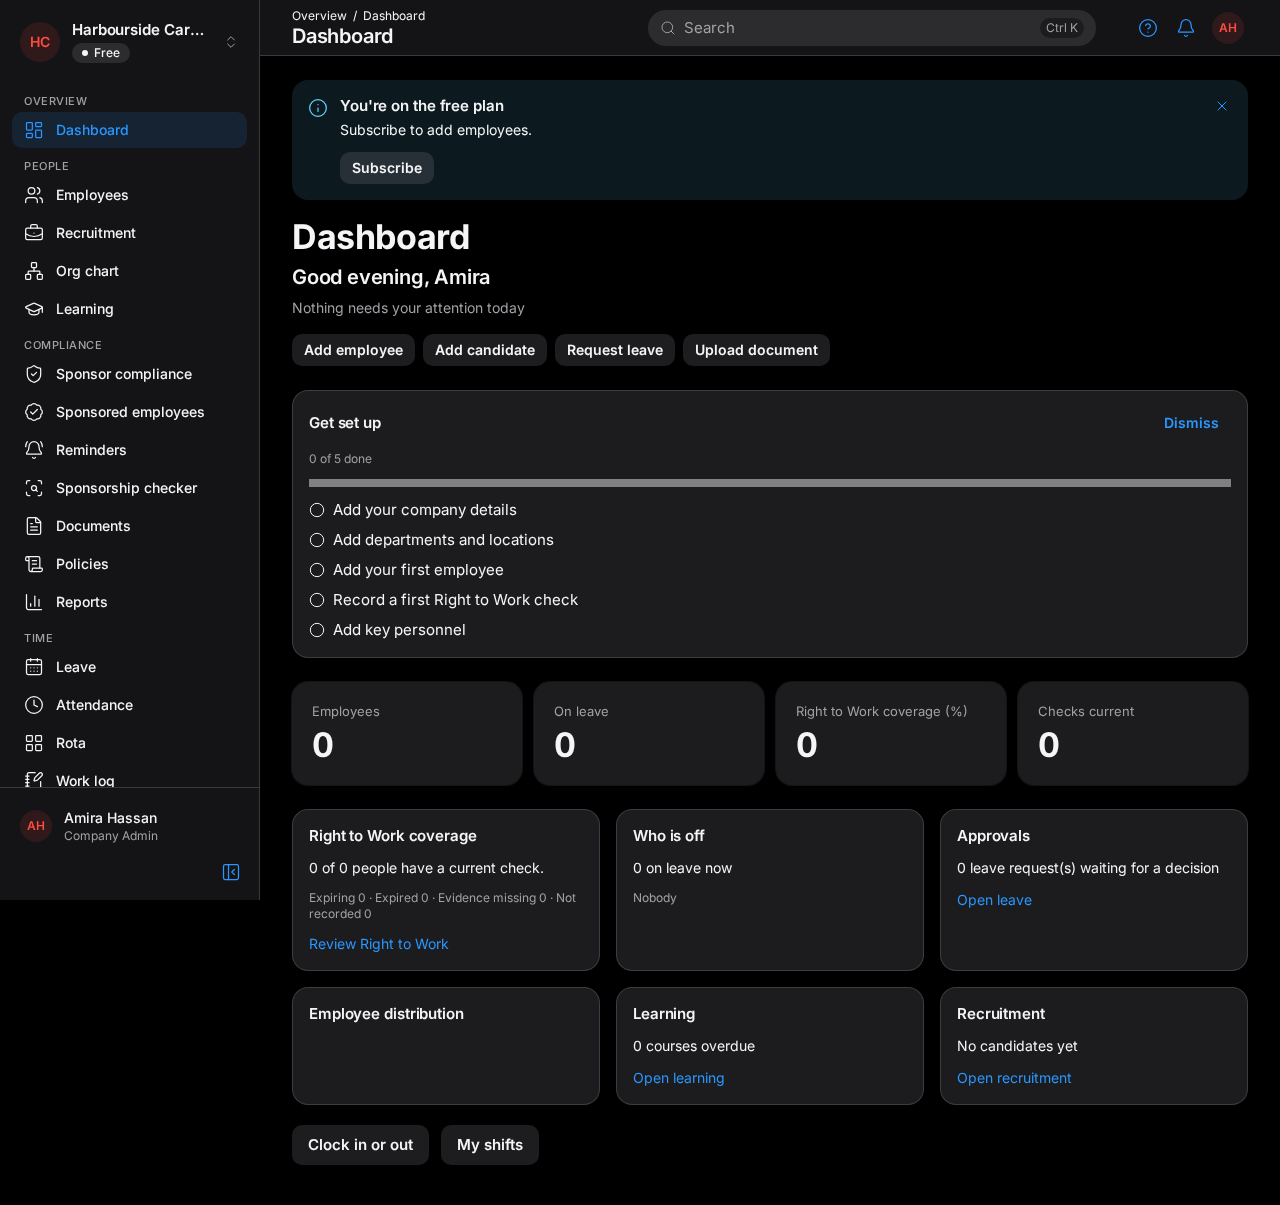 HC
Harbourside Car...
Free
OVERVIEW
Dashboard
PEOPLE
Employees
Recruitment
Org chart
Learning
COMPLIANCE
Sponsor compliance
Sponsored employees
Reminders
Sponsorship checker
Documents
Policies
Reports
TIME
Leave
Attendance
Rota
Work log
AH
Amira Hassan
Company Admin
Overview / Dashboard
Dashboard
Search
Ctrl K
AH
You're on the free plan
Subscribe to add employees.
Subscribe
Dashboard
Good evening, Amira
Nothing needs your attention today
Add employee
Add candidate
Request leave
Upload document
Get set up
Dismiss
0 of 5 done
Add your company details
Add departments and locations
Add your first employee
Record a first Right to Work check
Add key personnel
Employees
0
On leave
0
Right to Work coverage (%)
0
Checks current
0
Right to Work coverage
0 of 0 people have a current check.
Expiring 0 · Expired 0 · Evidence missing 0 · Not
recorded 0
Review Right to Work
Who is off
0 on leave now
Nobody
Approvals
0 leave request(s) waiting for a decision
Open leave
Employee distribution
Learning
0 courses overdue
Open learning
Recruitment
No candidates yet
Open recruitment
Clock in or out
My shifts